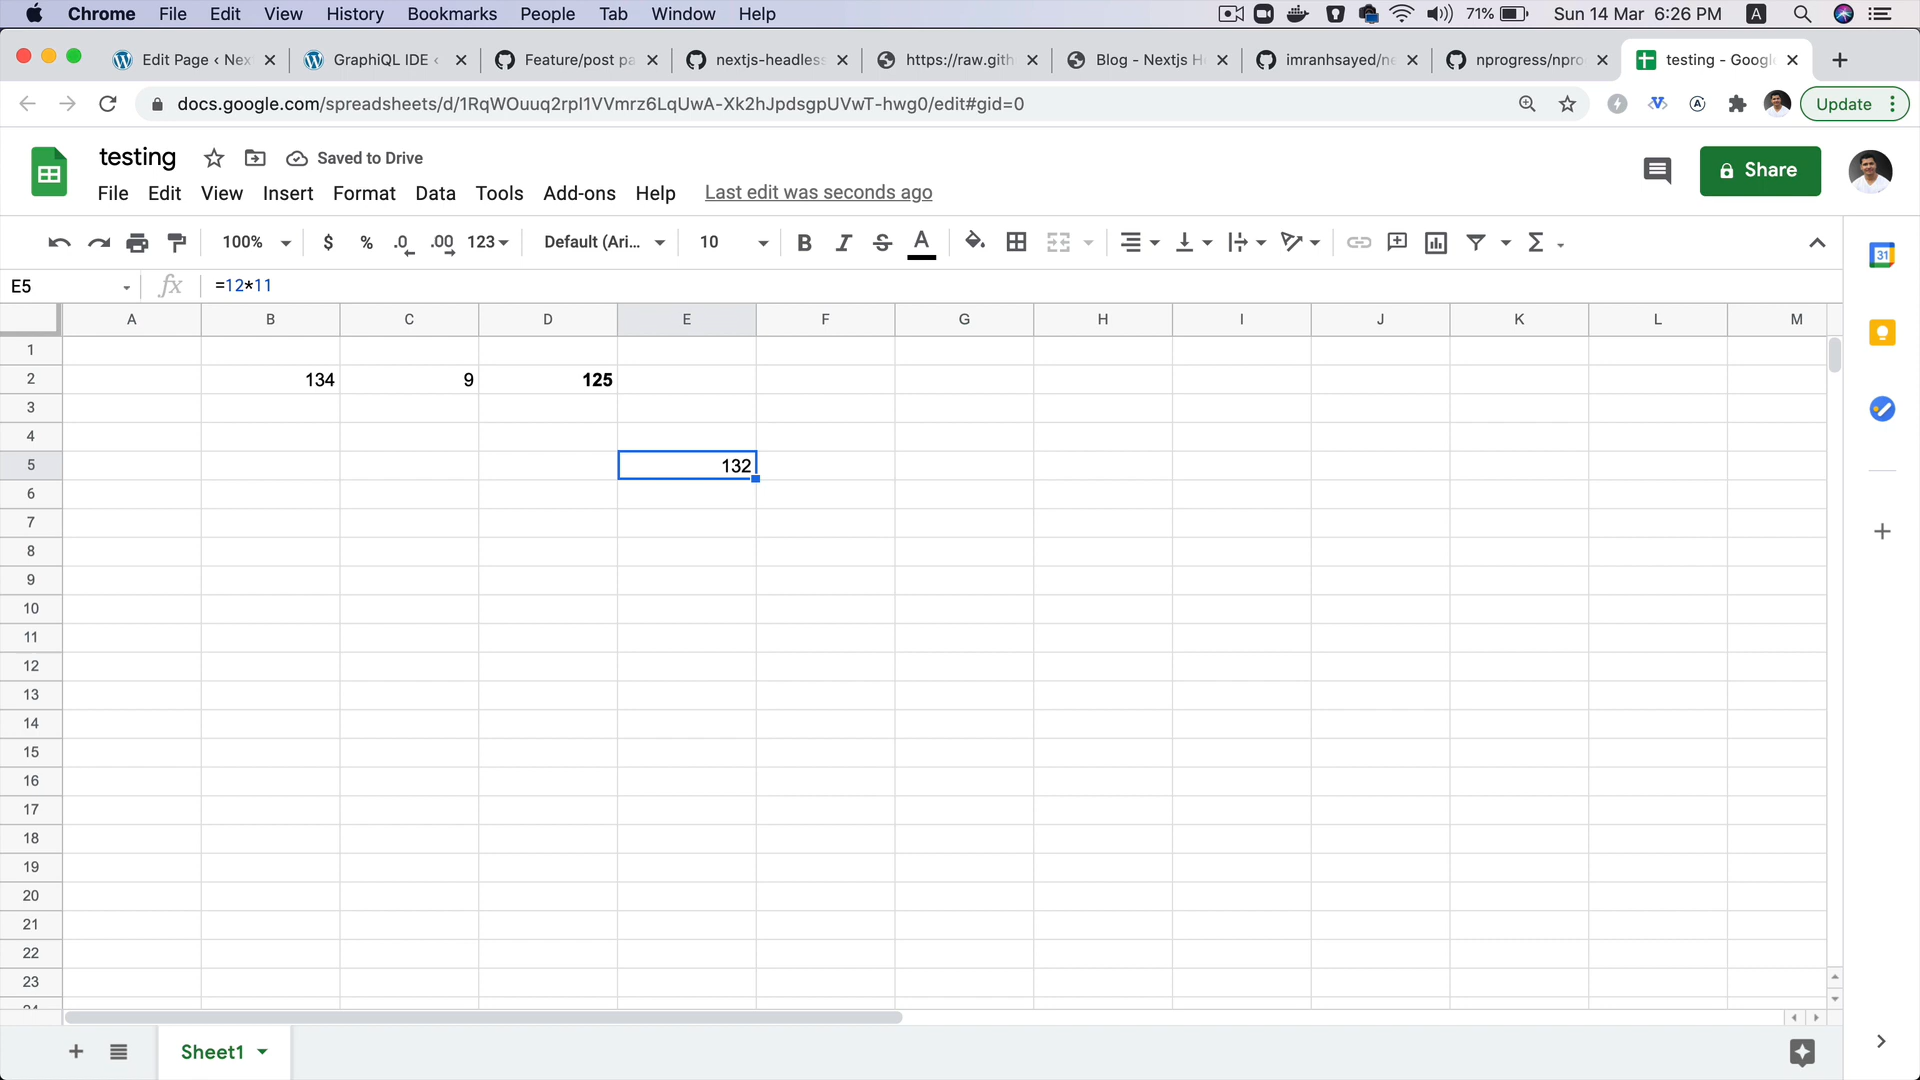 Chrome File Edit View History Bookmarks People Tab Window Help 71% Sun 14 Mar 6:26 PM A
Edit Page ‹ Nex GraphiQL IDE ‹ Feature/post pa nextjs-headless https://raw.gith Blog - Nextjs H imranhsayed/ne nprogress/npro testing - Google
docs.google.com/spreadsheets/d/1RqWOuuq2rpI1VVmrz6LqUwA-Xk2hJpdsgpUVwT-hwg0/edit#gid=0 Update
testing Saved to Drive Share
File Edit View Insert Format Data Tools Add-ons Help Last edit was seconds ago
100% $ % .0 .00 123 Default (Ari... 10 B I S A Σ 31
E5 fx =12*11
A B C D E F G H I J K L M
1
2 134 9 125
3
4
5 132
6
7
8
9
10
11
12
13
14
15
16
17
18
19
20
21
22
23
Sheet1